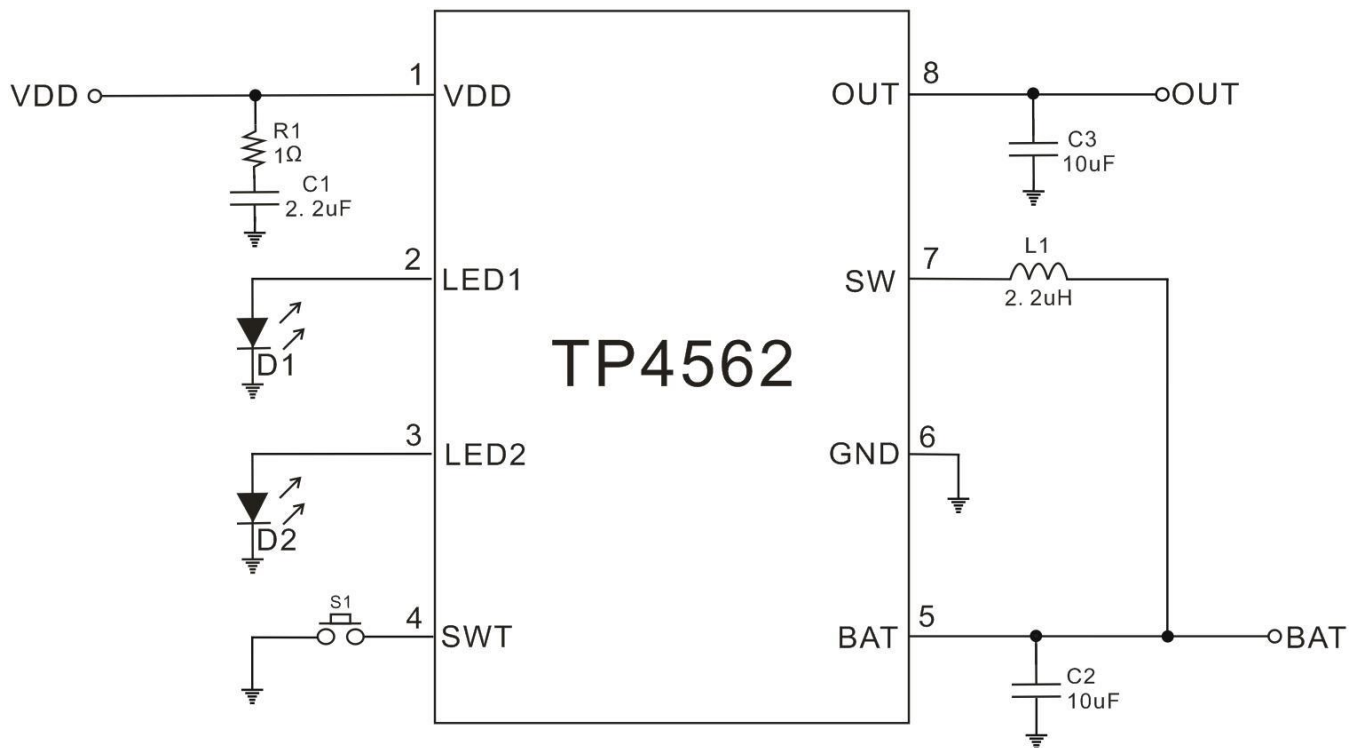 1
8
VDD
VDD
OUT
OUT
R1
1Ω
C3
10uF
C1
2. 2uF
2
LED1
7
SW
L1
2. 2uH
D1
TP4562
3
LED2
6
GND
D2
S1
4
SWT
5
BAT
BAT
C2
10uF